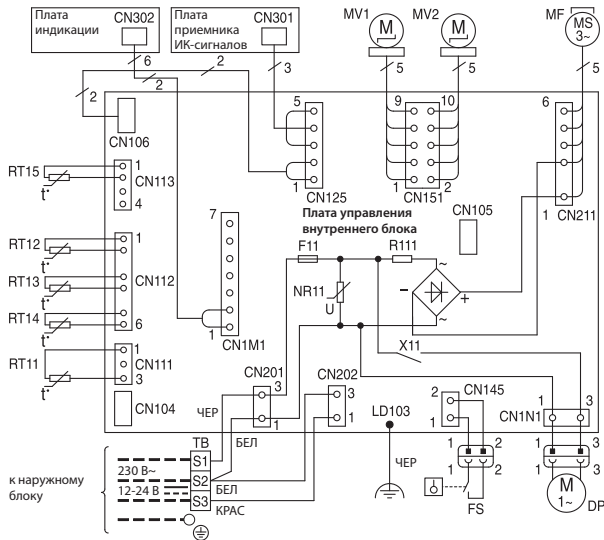 Плата индикации
CN302
Плата приемника ИК-сигналов
CN301
MV1
M
MV2
M
MF
MS
3~
6
2
2
3
5
5
5
2
CN106
5
1
CN125
9
10
1
2
CN151
6
1
CN211
RT15
t°
1
4
CN113
Плата управления
внутреннего блока
CN105
7
1
CN1M1
RT12
t°
RT13
t°
RT14
t°
1
6
CN112
F11
R111
NR11
U
~
–
+
~
RT11
t°
1
3
CN111
X11
CN104
CN201
3
1
CN202
3
1
CN145
2
1
CN1N1
1
3
LD103
ЧЕР
БЕЛ
ЧЕР
TB
S1
S2
S3
230 В~
12-24 В
БЕЛ
КРАС
к наружному
блоку
1
2
1
2
FS
1
3
1
3
M
1~
DP